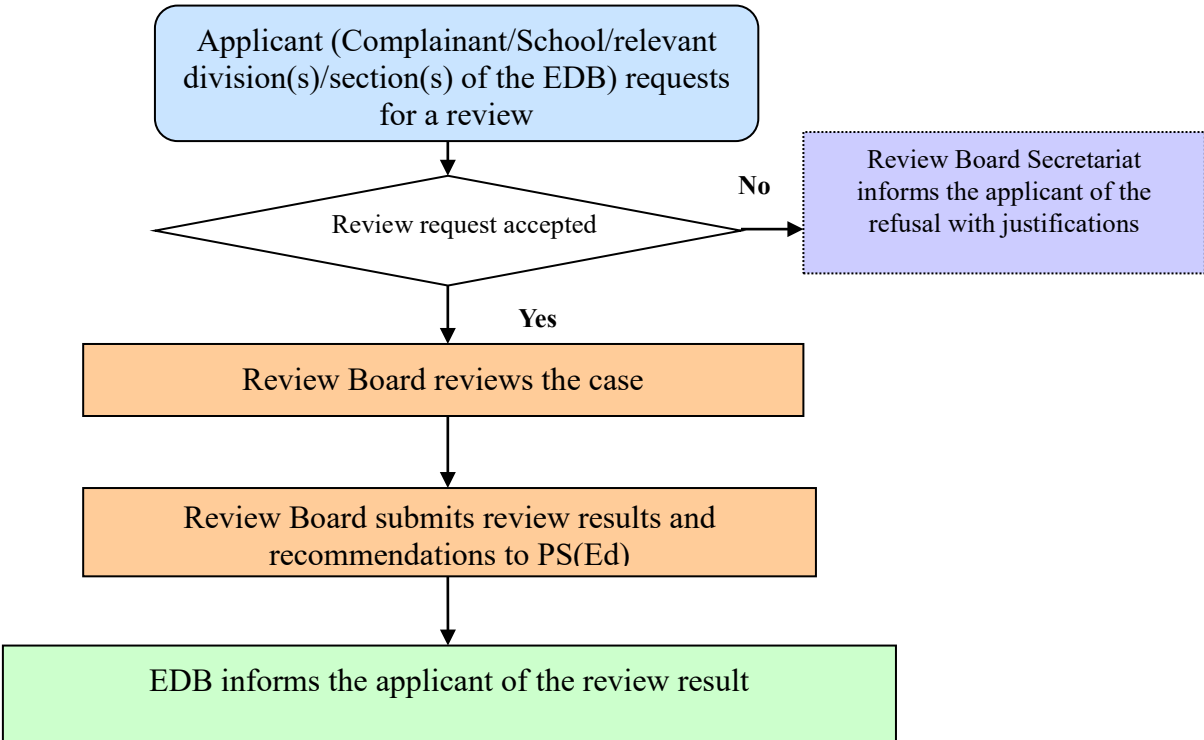 Applicant (Complainant/School/relevant
division(s)/section(s) of the EDB) requests
for a review
No
Review Board Secretariat
informs the applicant of the
refusal with justifications
Review request accepted
Yes
Review Board reviews the case
Review Board submits review results and
recommendations to PS(Ed)
EDB informs the applicant of the review result